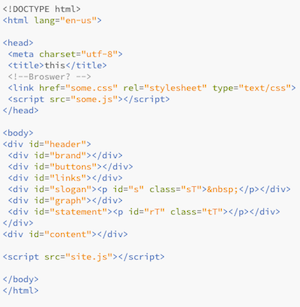 <!DOCTYPE html>
<html lang="en-us">
<head>
<meta charset="utf-8">
<title>this</title>
<!--Broswer? -->
<link href="some.css" rel="stylesheet" type="text/css">
<script src="some.js"></script>
</head>
<body>
<div id="header">
<div id="brand"></div>
<div id="buttons"></div>
<div id="links"></div>
<div id="slogan"><p id="s" class="sT">&nbsp;</p></div>
<div id="graph"></div>
<div id="statement"><p id="rT" class="tT"></p></div>
</div>
<div id="content"></div>
<script src="site.js"></script>
</body>
</html>